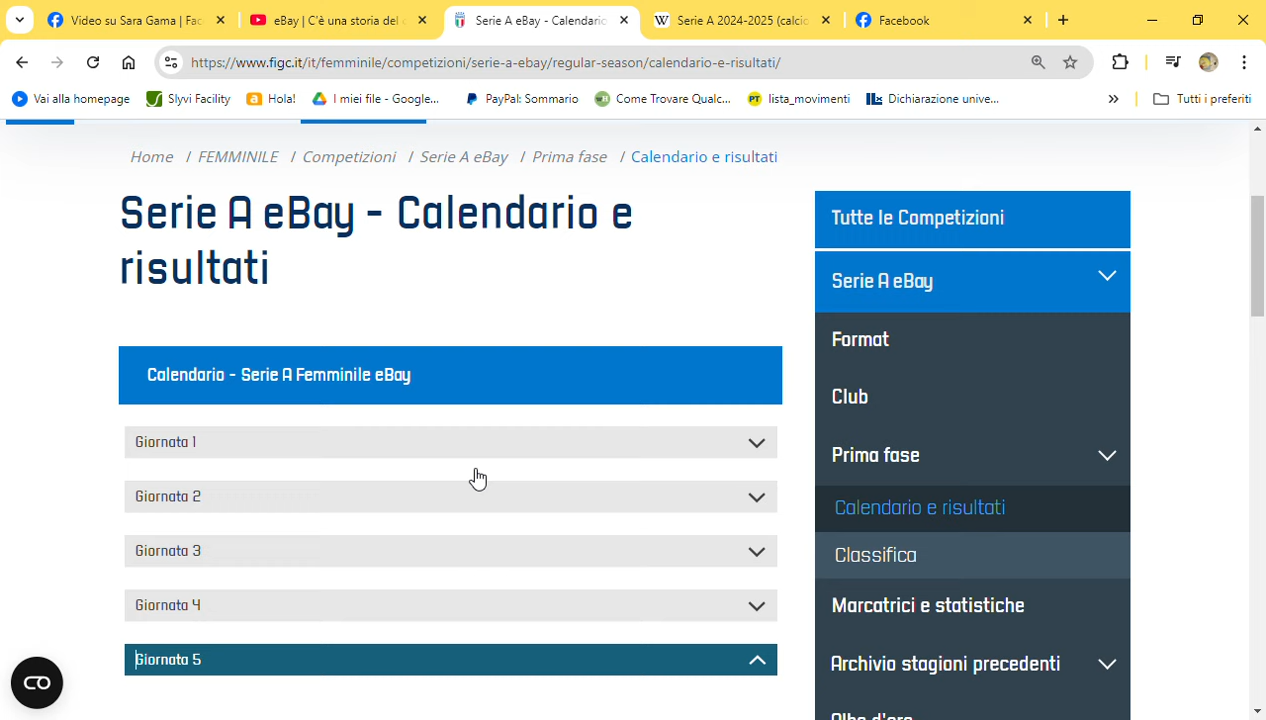 Video su Sara Gama | Fac
eBay | C'è una storia del c
Serie A eBay - Calendario
Serie A 2024-2025 (calcio
Facebook
https://www.figc.it/it/femminile/competizioni/serie-a-ebay/regular-season/calendario-e-risultati/
Vai alla homepage
Slyvi Facility
Hola!
I miei file - Google...
PayPal: Sommario
Come Trovare Qualc...
lista_movimenti
Dichiarazione unive...
Tutti i preferiti
Home / FEMMINILE / Competizioni / Serie A eBay / Prima fase / Calendario e risultati
Serie A eBay - Calendario e
risultati
Calendario - Serie A Femminile eBay
Giornata 1
Giornata 2
Giornata 3
Giornata 4
Giornata 5
Tutte le Competizioni
Serie A eBay
Format
Club
Prima fase
Calendario e risultati
Classifica
Marcatrici e statistiche
Archivio stagioni precedenti
Albo d'oro